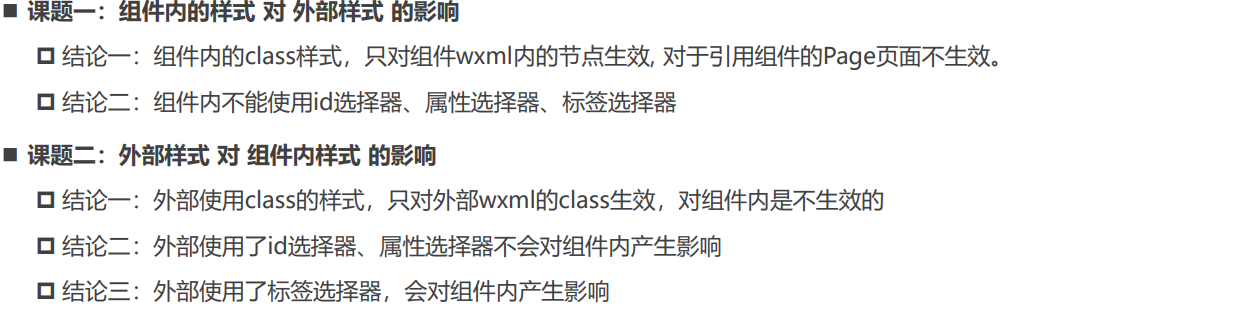 课题一：组件内的样式 对 外部样式 的影响
结论一：组件内的class样式，只对组件wxml内的节点生效, 对于引用组件的Page页面不生效。
结论二：组件内不能使用id选择器、属性选择器、标签选择器
课题二：外部样式 对 组件内样式 的影响
结论一：外部使用class的样式，只对外部wxml的class生效，对组件内是不生效的
结论二：外部使用了id选择器、属性选择器不会对组件内产生影响
结论三：外部使用了标签选择器，会对组件内产生影响